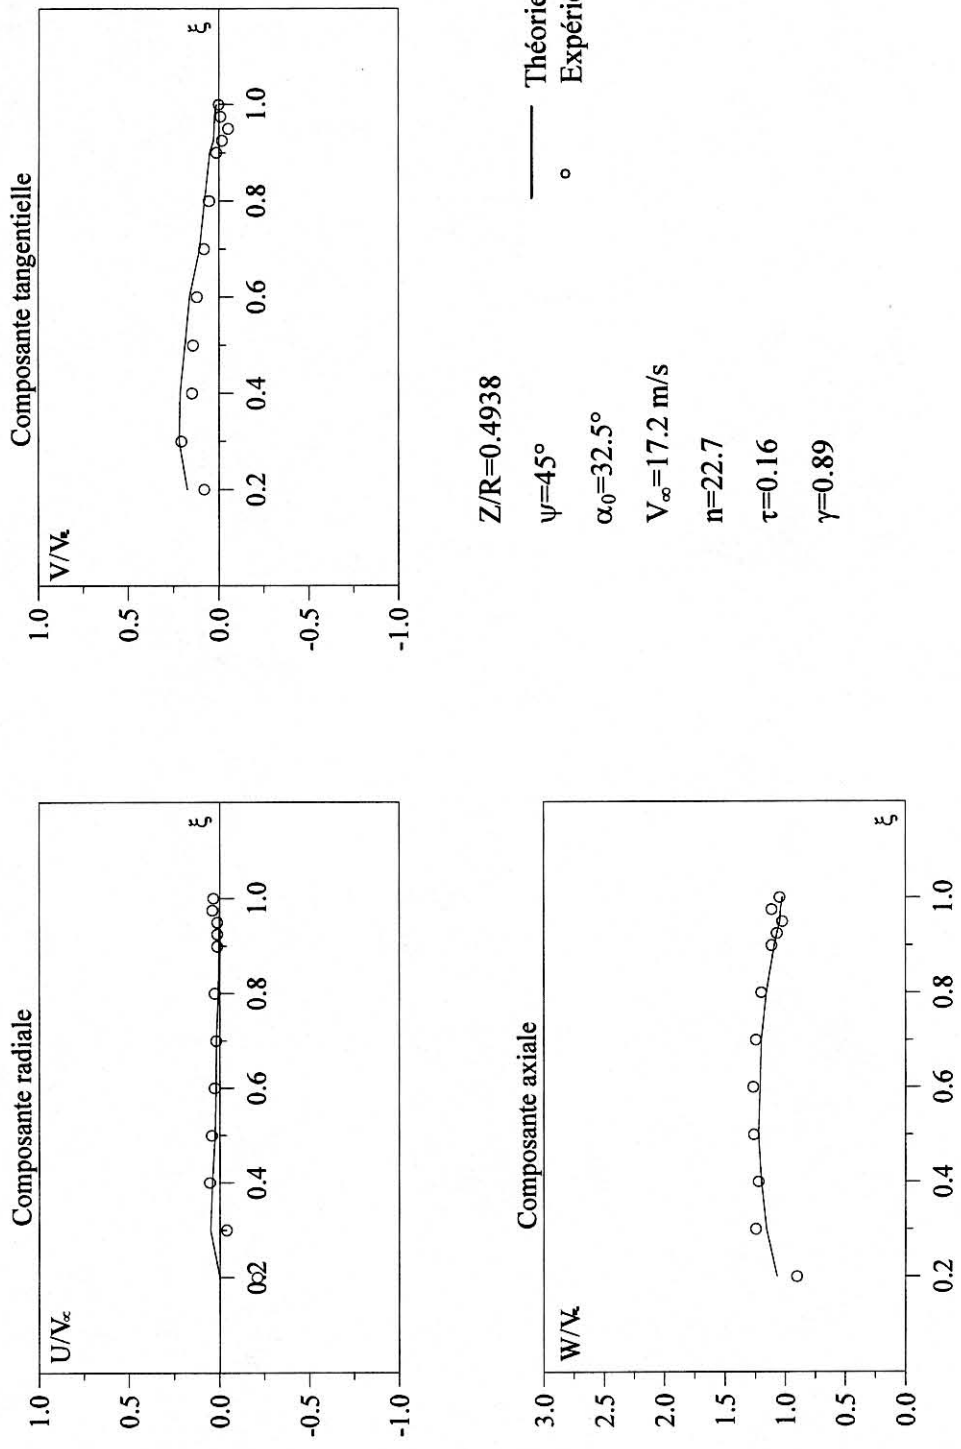 Composante radiale
U/V∞
1.0
0.5
0.0
-0.5
-1.0
0.2
0.4
0.6
0.8
1.0
ξ
Composante tangentielle
V/V∞
1.0
0.5
0.0
-0.5
-1.0
0.2
0.4
0.6
0.8
1.0
ξ
Composante axiale
W/V∞
3.0
2.5
2.0
1.5
1.0
0.5
0.0
0.2
0.4
0.6
0.8
1.0
ξ
Z/R=0.4938
ψ=45°
α₀=32.5°
V∞=17.2 m/s
n=22.7
τ=0.16
γ=0.89
Théorie